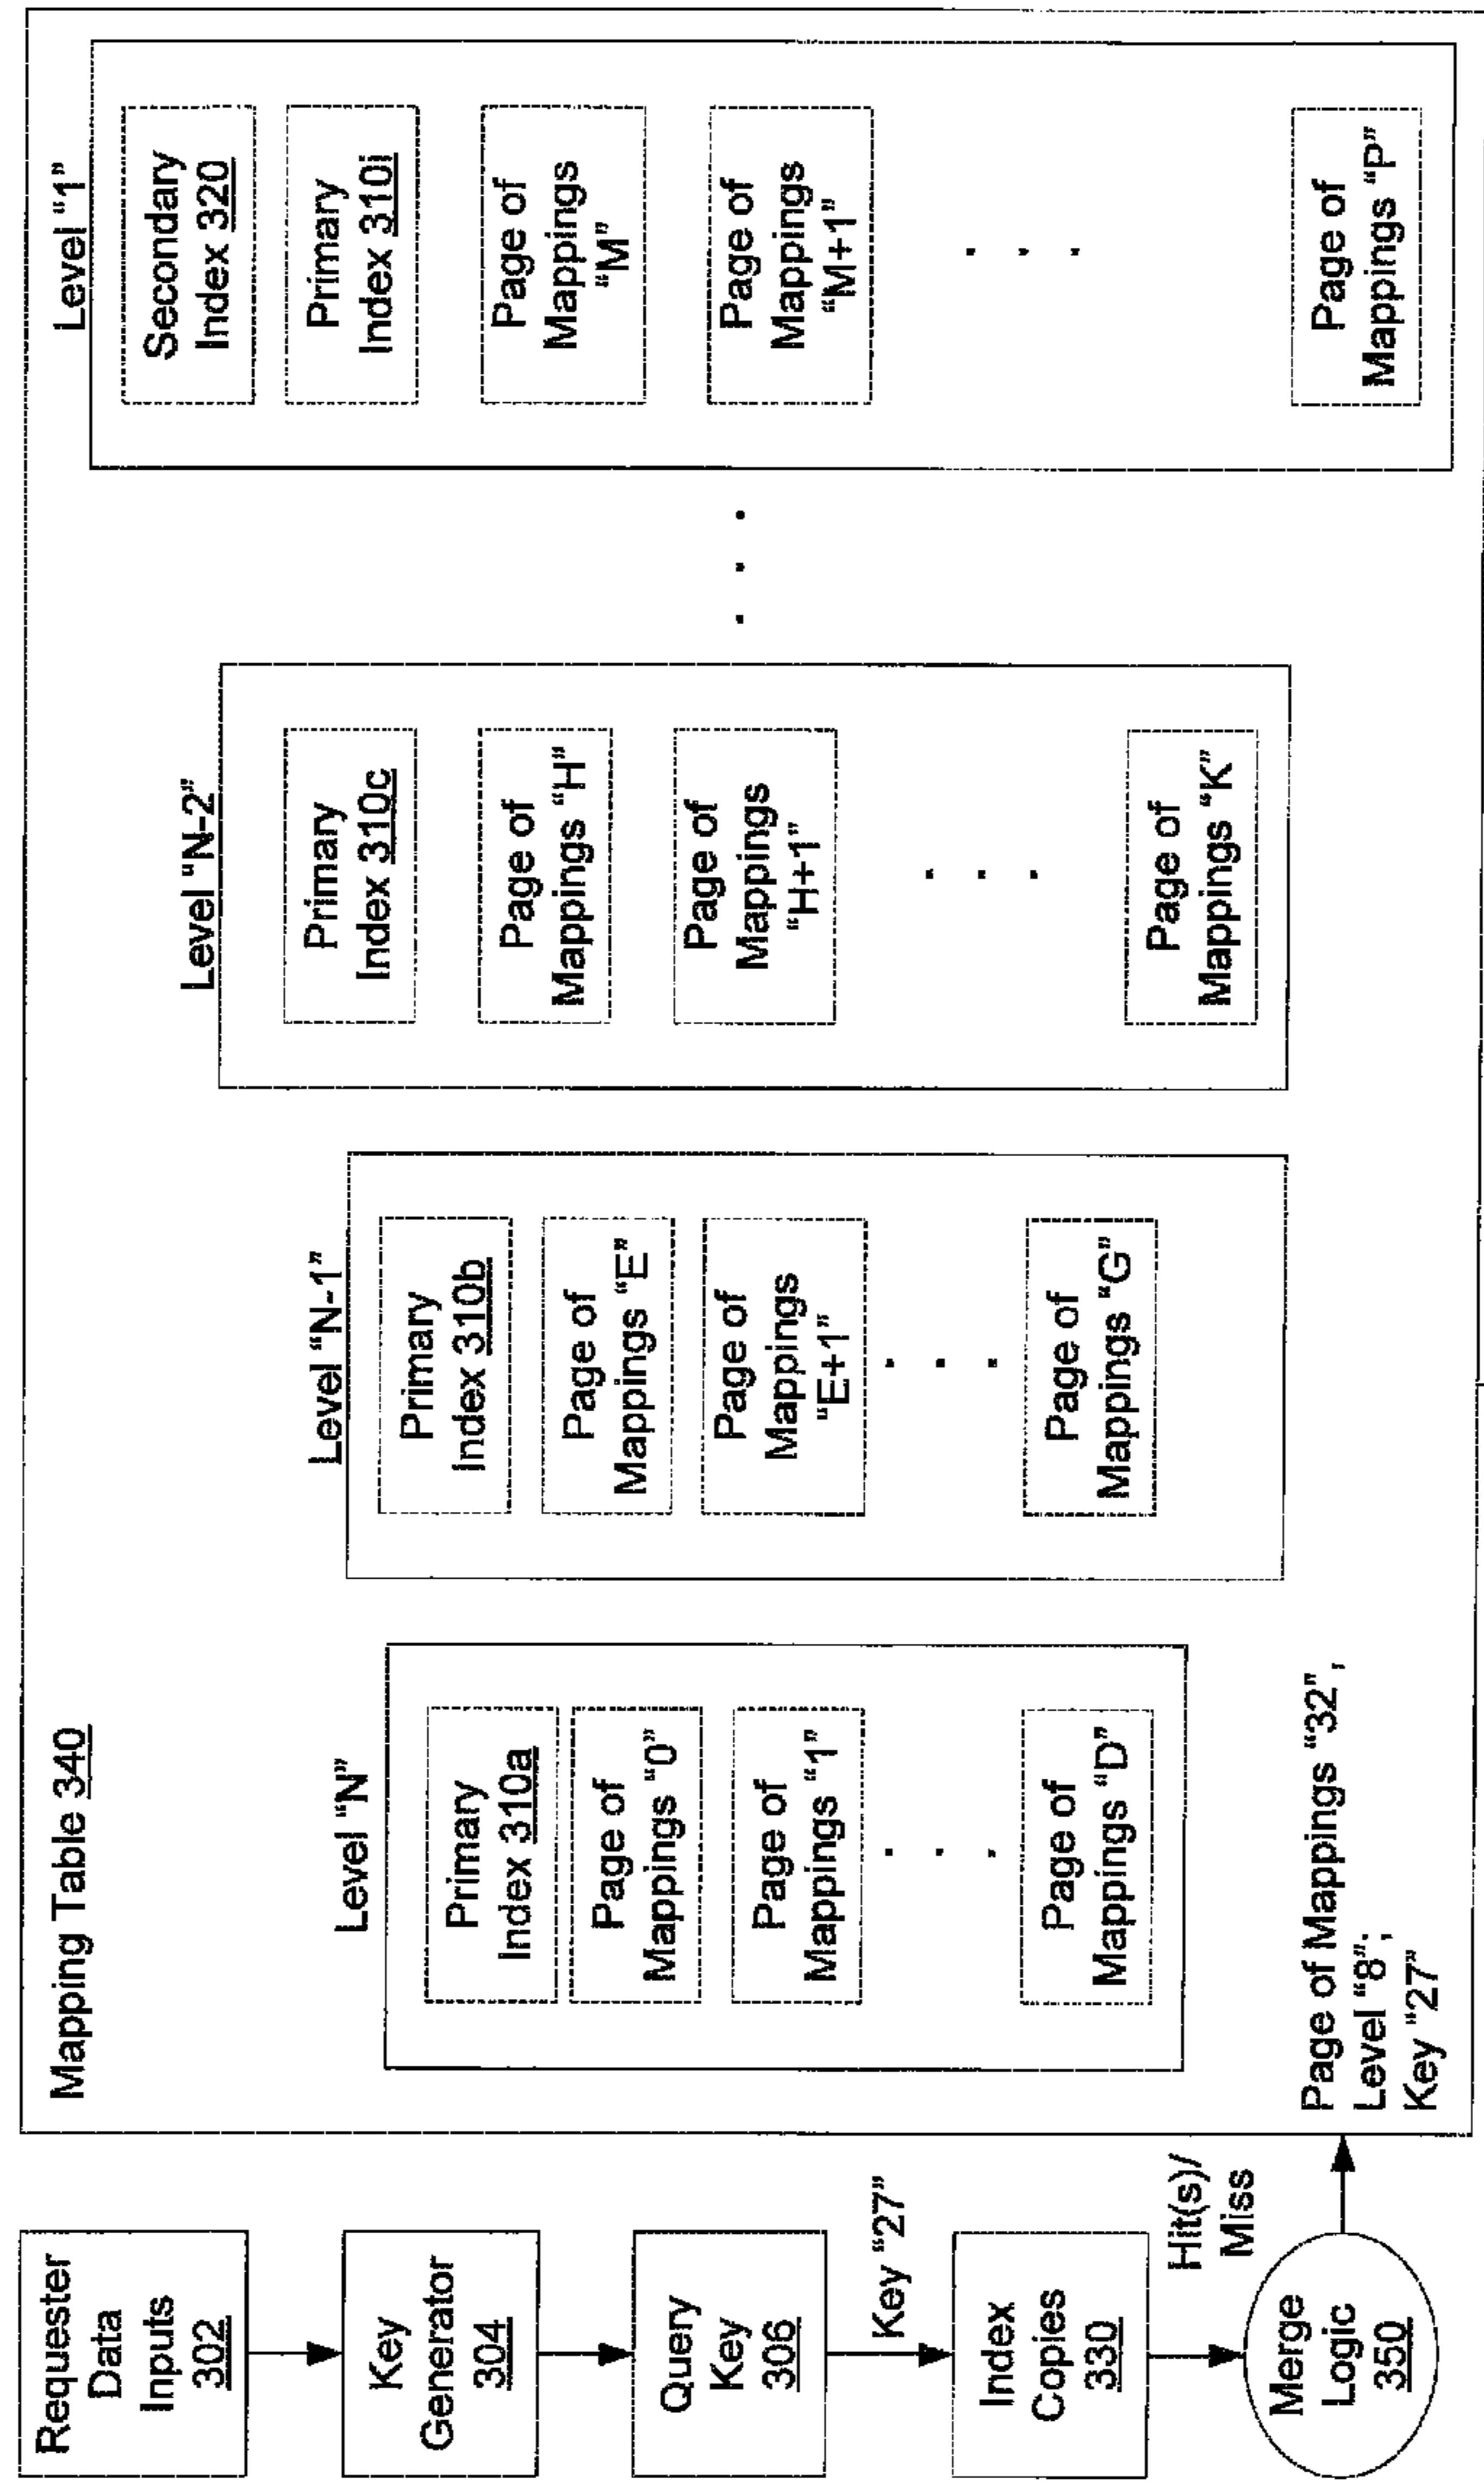 Requester
Data
Inputs
302
Key
Generator
304
Query
Key
306
Key "27"
Index
Copies
330
Hit(s)/
Miss
Merge
Logic
350
Mapping Table 340
Level "N"
Primary
Index 310a
Page of
Mappings "0"
Page of
Mappings "1"
. . .
Page of
Mappings "D"
Page of Mappings "32",
Level "8";
Key "27"
Level "N-1"
Primary
Index 310b
Page of
Mappings "E"
Page of
Mappings
"E+1"
. . .
Page of
Mappings "G"
Level "N-2"
Primary
Index 310c
Page of
Mappings "H"
Page of
Mappings
"H+1"
. . .
Page of
Mappings "K"
. . .
Level "1"
Secondary
Index 320
Primary
Index 310i
Page of
Mappings
"M"
Page of
Mappings
"M+1"
. . .
Page of
Mappings "P"